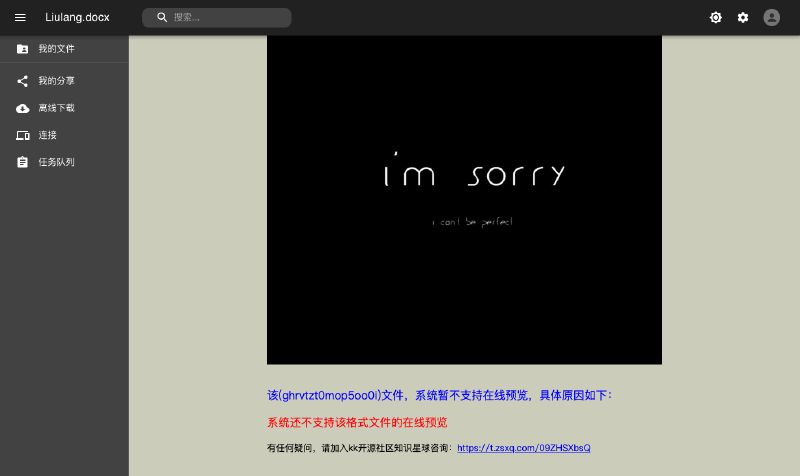 Liulang.docx
搜索...
我的文件
我的分享
离线下载
连接
任务队列
i'm sorry
i can't be perfect
该(ghrvtzt0mop5oo0i)文件，系统暂不支持在线预览，具体原因如下：
系统还不支持该格式文件的在线预览
有任何疑问，请加入kk开源社区知识星球咨询：https://t.zsxq.com/09ZHSXbsQ